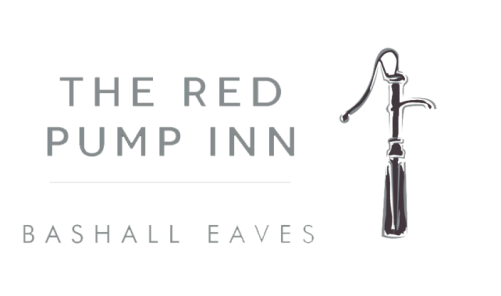 THE RED
PUMP INN
BASHALL EAVES